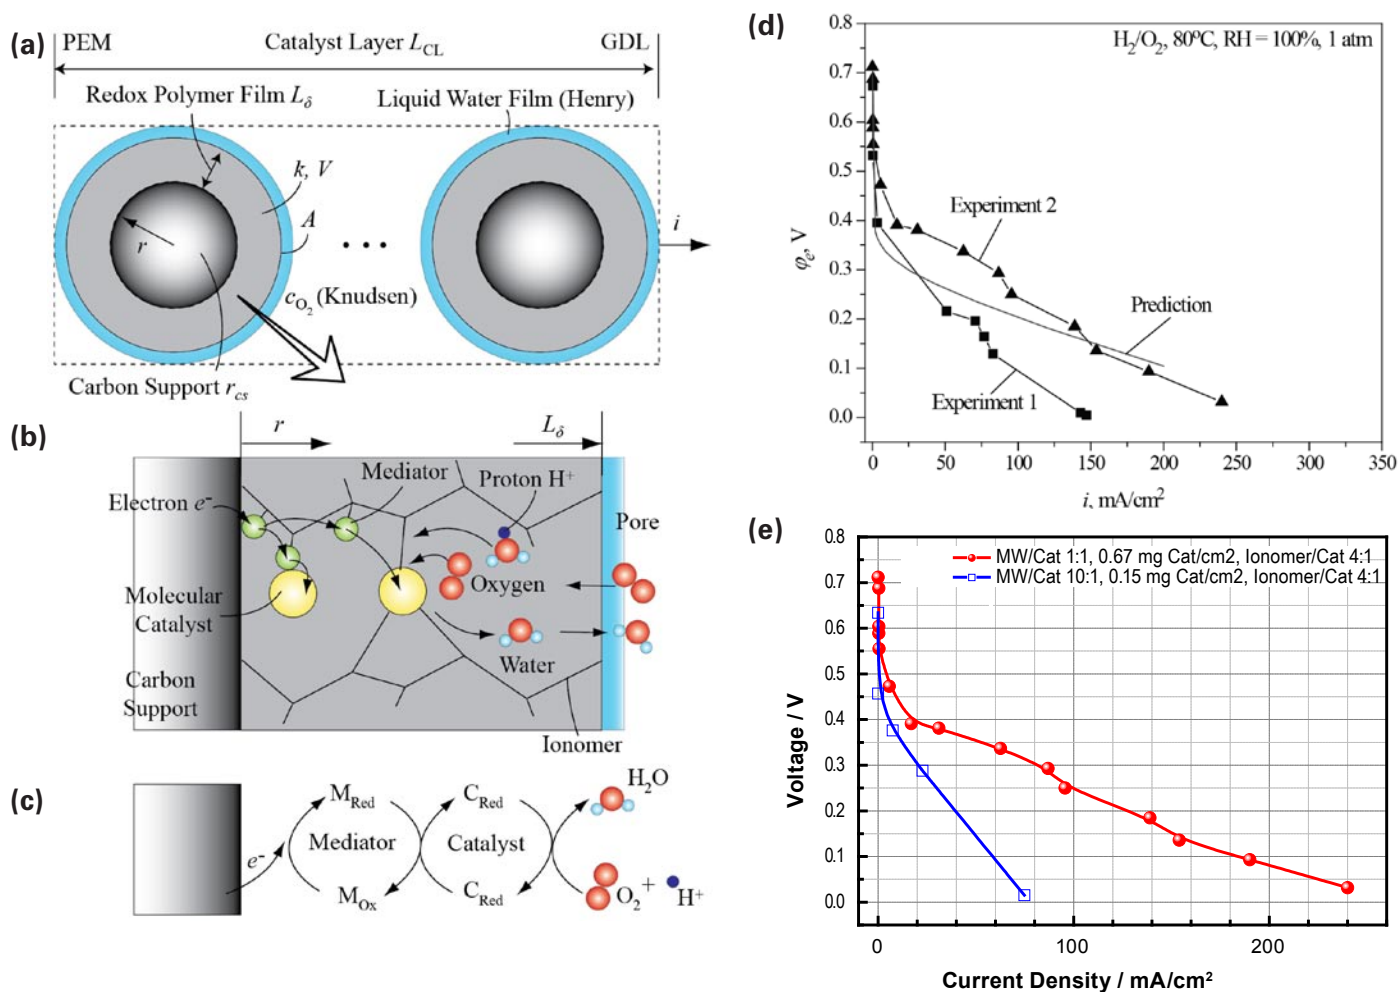 (a)
PEM Catalyst Layer L_CL GDL
Redox Polymer Film L_δ
Liquid Water Film (Henry)
k, V
A
r
i
c_O2 (Knudsen)
Carbon Support r_cs
(b)
r
L_δ
Mediator
Proton H⁺
Electron e⁻
Pore
Oxygen
Molecular
Catalyst
Water
Carbon
Support
Ionomer
(c)
M_Red C_Red H₂O
e⁻ Mediator Catalyst
M_Ox C_Red O₂ + H⁺
(d)
H₂/O₂, 80ºC, RH = 100%, 1 atm
0.8
0.7
0.6
0.5
0.4
0.3
0.2
0.1
0.0
φ_e, V
Experiment 2
Prediction
Experiment 1
0 50 100 150 200 250 300 350
i, mA/cm²
(e)
MW/Cat 1:1, 0.67 mg Cat/cm2, Ionomer/Cat 4:1
MW/Cat 10:1, 0.15 mg Cat/cm2, Ionomer/Cat 4:1
0.8
0.7
0.6
0.5
0.4
0.3
0.2
0.1
0.0
Voltage / V
0 100 200
Current Density / mA/cm²